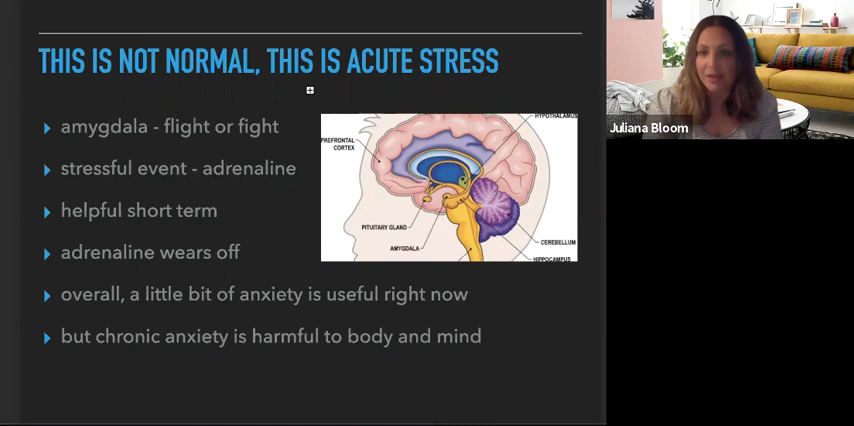 THIS IS NOT NORMAL, THIS IS ACUTE STRESS
amygdala - flight or fight
stressful event - adrenaline
helpful short term
adrenaline wears off
overall, a little bit of anxiety is useful right now
but chronic anxiety is harmful to body and mind
HYPOTHALAMUS
PREFRONTAL
CORTEX
PITUITARY GLAND
AMYGDALA
CEREBELLUM
HIPPOCAMPUS
Juliana Bloom